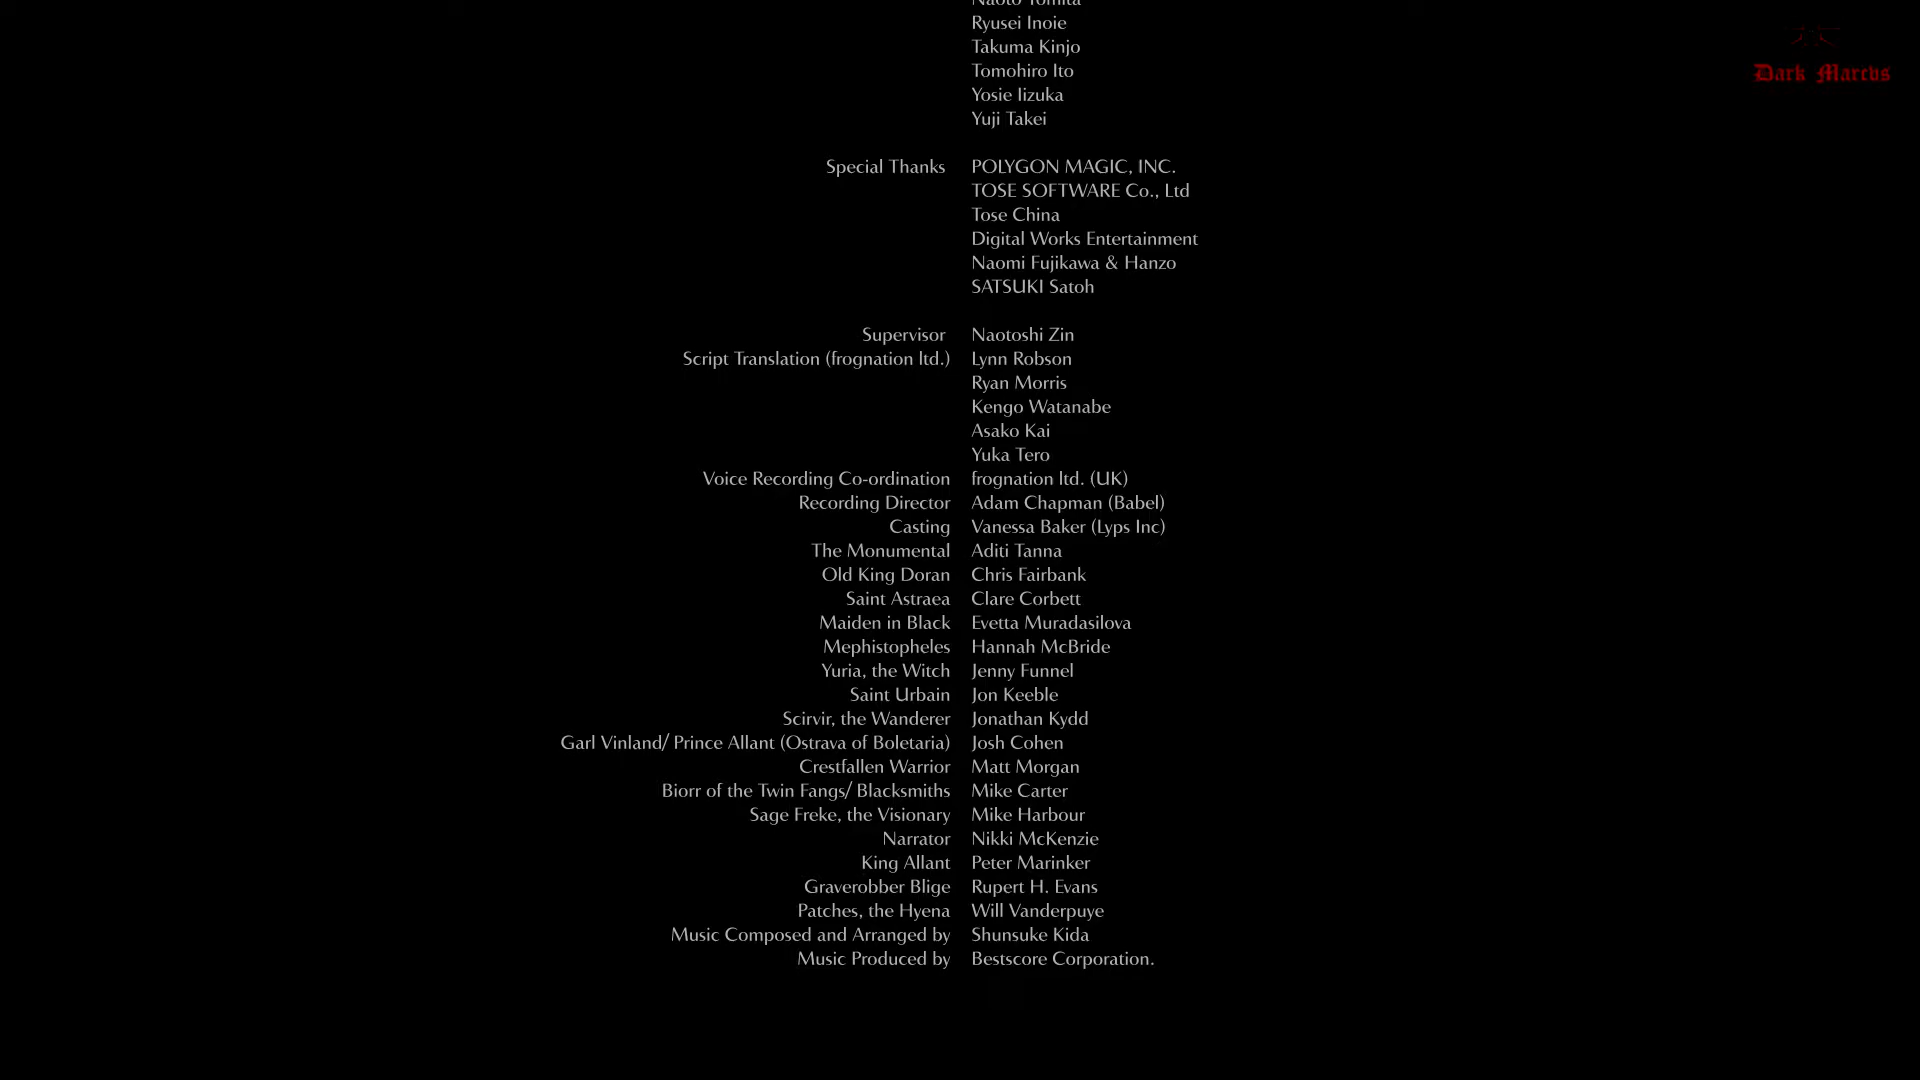 Naoto Tomita
Ryusei Inoie
Takuma Kinjo
Tomohiro Ito
Yosie Iizuka
Yuji Takei
Dark Marcvs
Special Thanks POLYGON MAGIC, INC.
TOSE SOFTWARE Co., Ltd
Tose China
Digital Works Entertainment
Naomi Fujikawa & Hanzo
SATSUKI Satoh
Supervisor Naotoshi Zin
Script Translation (frognation ltd.) Lynn Robson
Ryan Morris
Kengo Watanabe
Asako Kai
Yuka Tero
Voice Recording Co-ordination frognation ltd. (UK)
Recording Director Adam Chapman (Babel)
Casting Vanessa Baker (Lyps Inc)
The Monumental Aditi Tanna
Old King Doran Chris Fairbank
Saint Astraea Clare Corbett
Maiden in Black Evetta Muradasilova
Mephistopheles Hannah McBride
Yuria, the Witch Jenny Funnel
Saint Urbain Jon Keeble
Scirvir, the Wanderer Jonathan Kydd
Garl Vinland/ Prince Allant (Ostrava of Boletaria) Josh Cohen
Crestfallen Warrior Matt Morgan
Biorr of the Twin Fangs/ Blacksmiths Mike Carter
Sage Freke, the Visionary Mike Harbour
Narrator Nikki McKenzie
King Allant Peter Marinker
Graverobber Blige Rupert H. Evans
Patches, the Hyena Will Vanderpuye
Music Composed and Arranged by Shunsuke Kida
Music Produced by Bestscore Corporation.